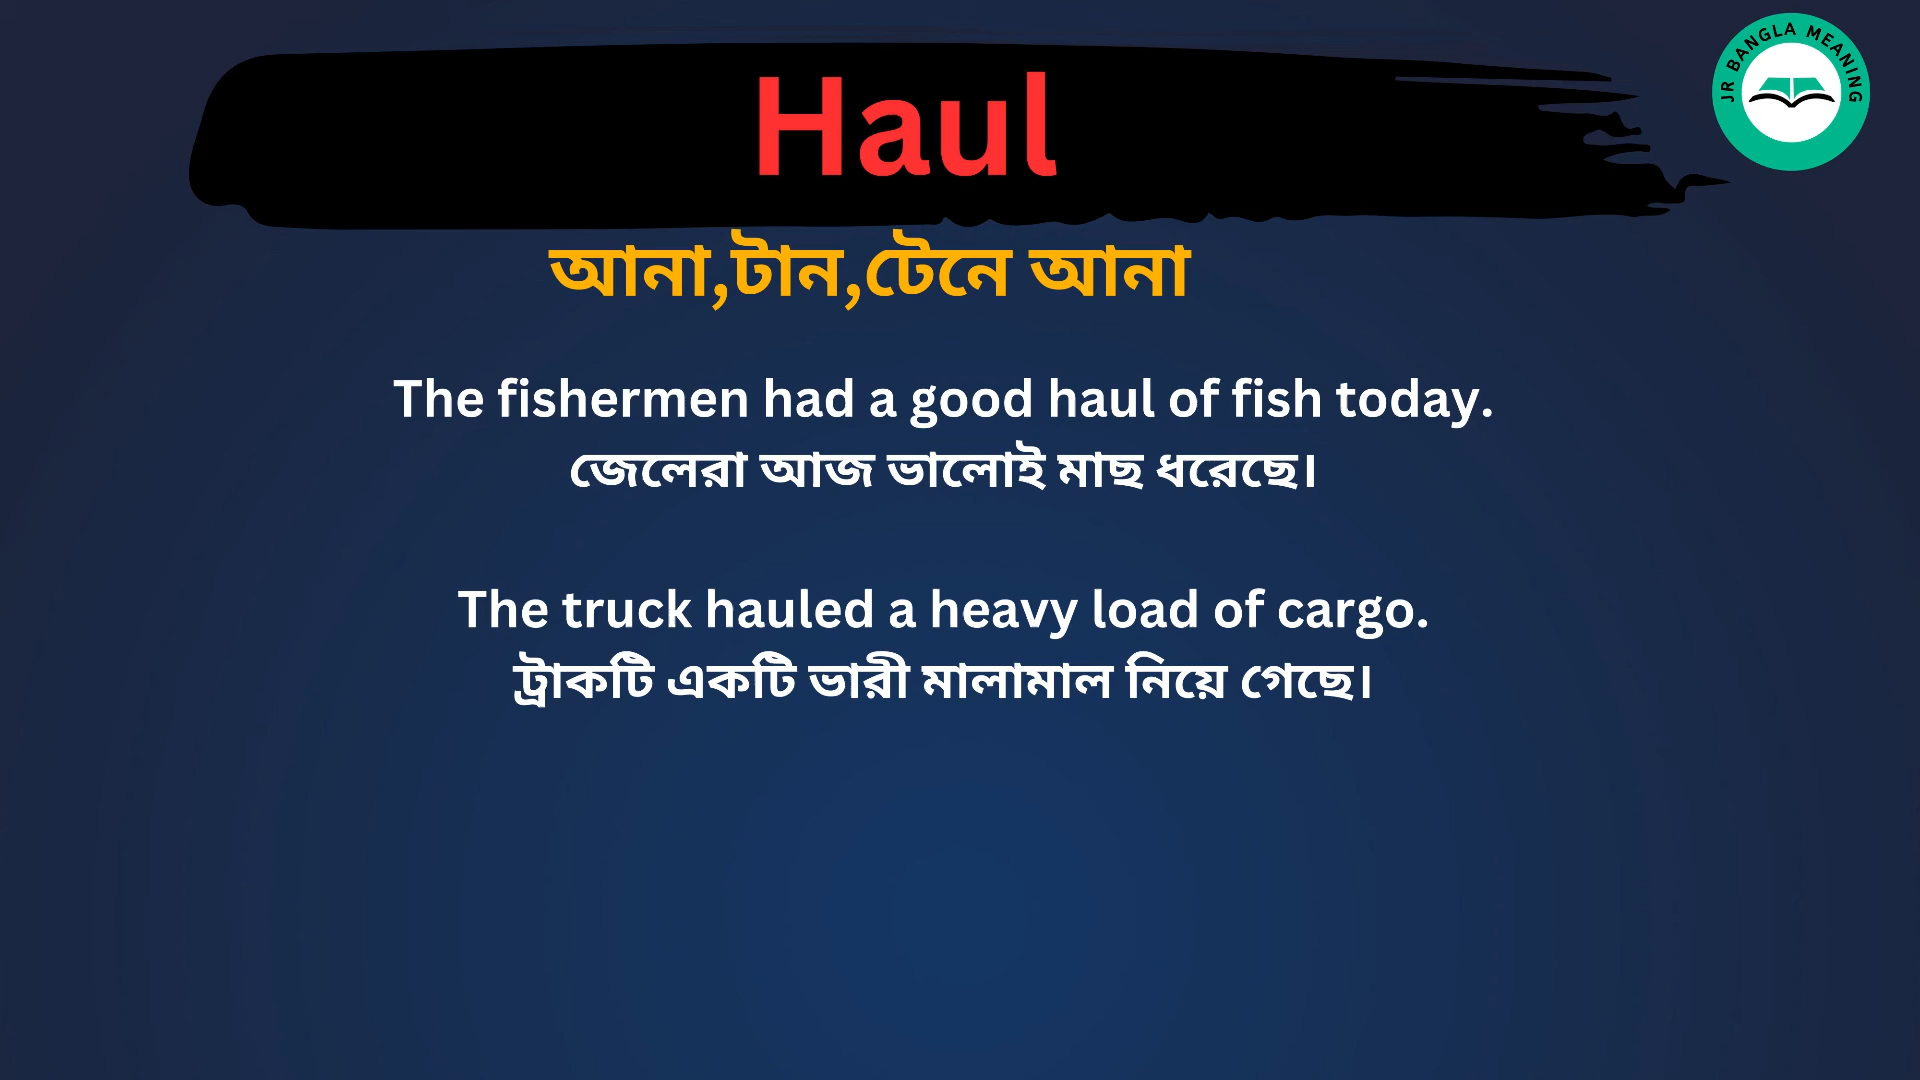 JR BANGLA MEANING
Haul
আনা,টান,টেনে আনা
The fishermen had a good haul of fish today.
জেলেরা আজ ভালোই মাছ ধরেছে।
The truck hauled a heavy load of cargo.
ট্রাকটি একটি ভারী মালামাল নিয়ে গেছে।